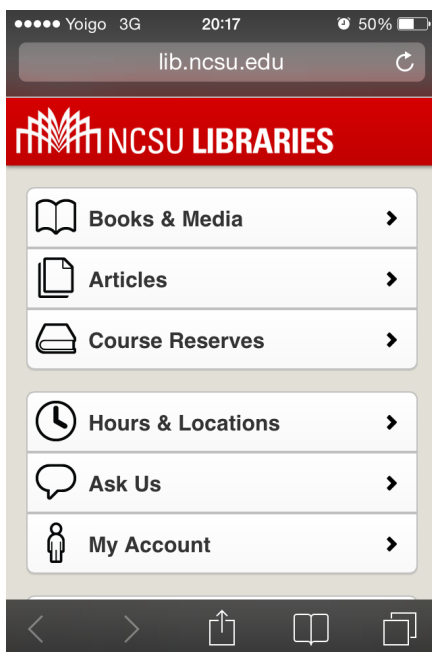 Yoigo 3G 20:17 50%
lib.ncsu.edu
NCSU LIBRARIES
Books & Media
Articles
Course Reserves
Hours & Locations
Ask Us
My Account